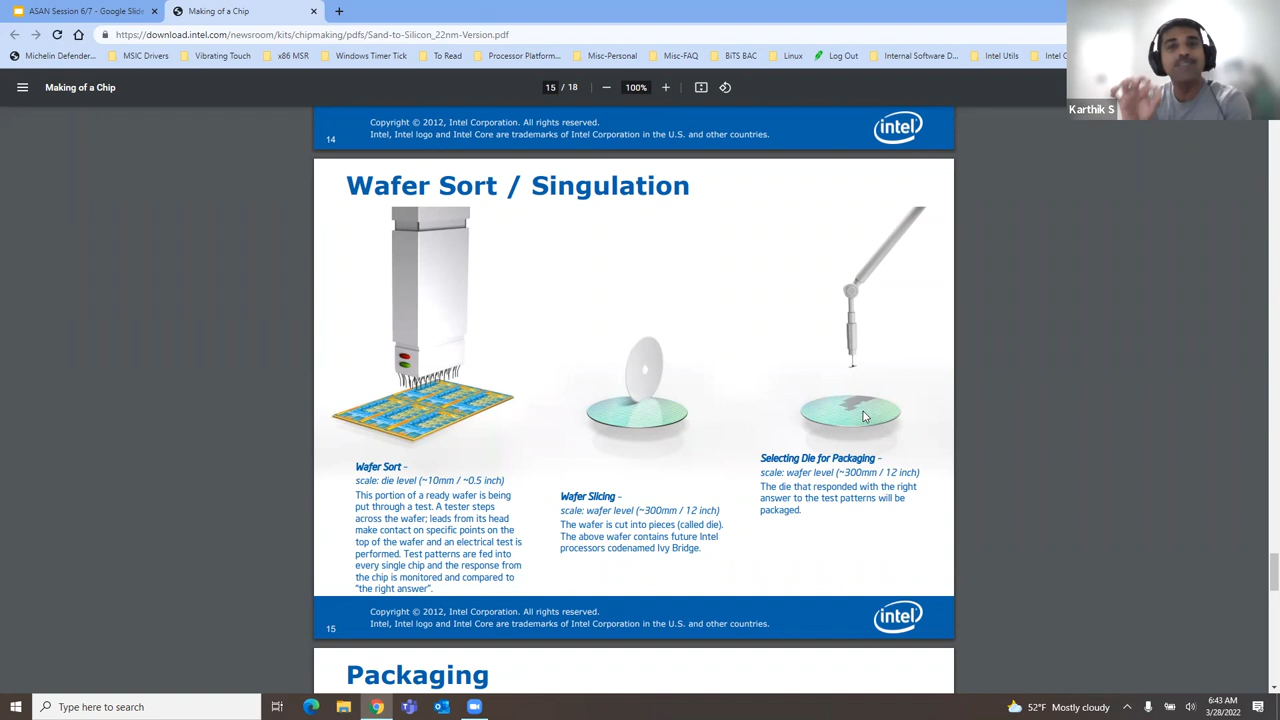 ASAN Session 6/7 - Google Slide
Making of a Chip
https://download.intel.com/newsroom/kits/chipmaking/pdfs/Sand-to-Silicon_22nm-Version.pdf
Michelin Defender...
MSIC Drivers
Vibrating Touch
x86 MSR
Windows Timer Tick
To Read
Processor Platform...
Misc-Personal
Misc-FAQ
BiTS BAC
Linux
Log Out
Internal Software D...
Intel Utils
Intel
Making of a Chip
15 / 18
100%
Karthik S
Copyright © 2012, Intel Corporation. All rights reserved.
Intel, Intel logo and Intel Core are trademarks of Intel Corporation in the U.S. and other countries.
14
intel
Wafer Sort / Singulation
Wafer Sort –
scale: die level (~10mm / ~0.5 inch)
This portion of a ready wafer is being
put through a test. A tester steps
across the wafer; leads from its head
make contact on specific points on the
top of the wafer and an electrical test is
performed. Test patterns are fed into
every single chip and the response from
the chip is monitored and compared to
"the right answer".
Wafer Slicing –
scale: wafer level (~300mm / 12 inch)
The wafer is cut into pieces (called die).
The above wafer contains future Intel
processors codenamed Ivy Bridge.
Selecting Die for Packaging –
scale: wafer level (~300mm / 12 inch)
The die that responded with the right
answer to the test patterns will be
packaged.
Copyright © 2012, Intel Corporation. All rights reserved.
Intel, Intel logo and Intel Core are trademarks of Intel Corporation in the U.S. and other countries.
15
intel
Packaging
Type here to search
52°F Mostly cloudy
6:43 AM
3/28/2022